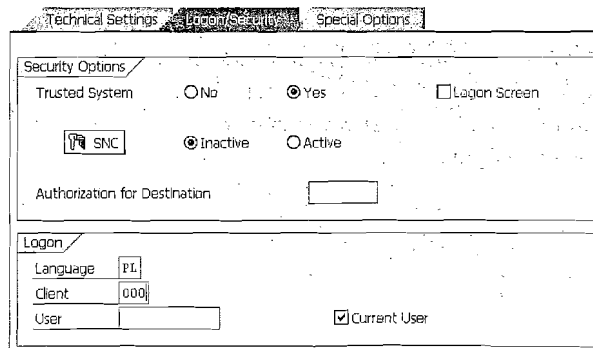 Technical Settings Logon/Security Special Options
Security Options
Trusted System No Yes Logon Screen
SNC Inactive Active
Authorization for Destination
Logon
Language PL
Client 000
User Current User